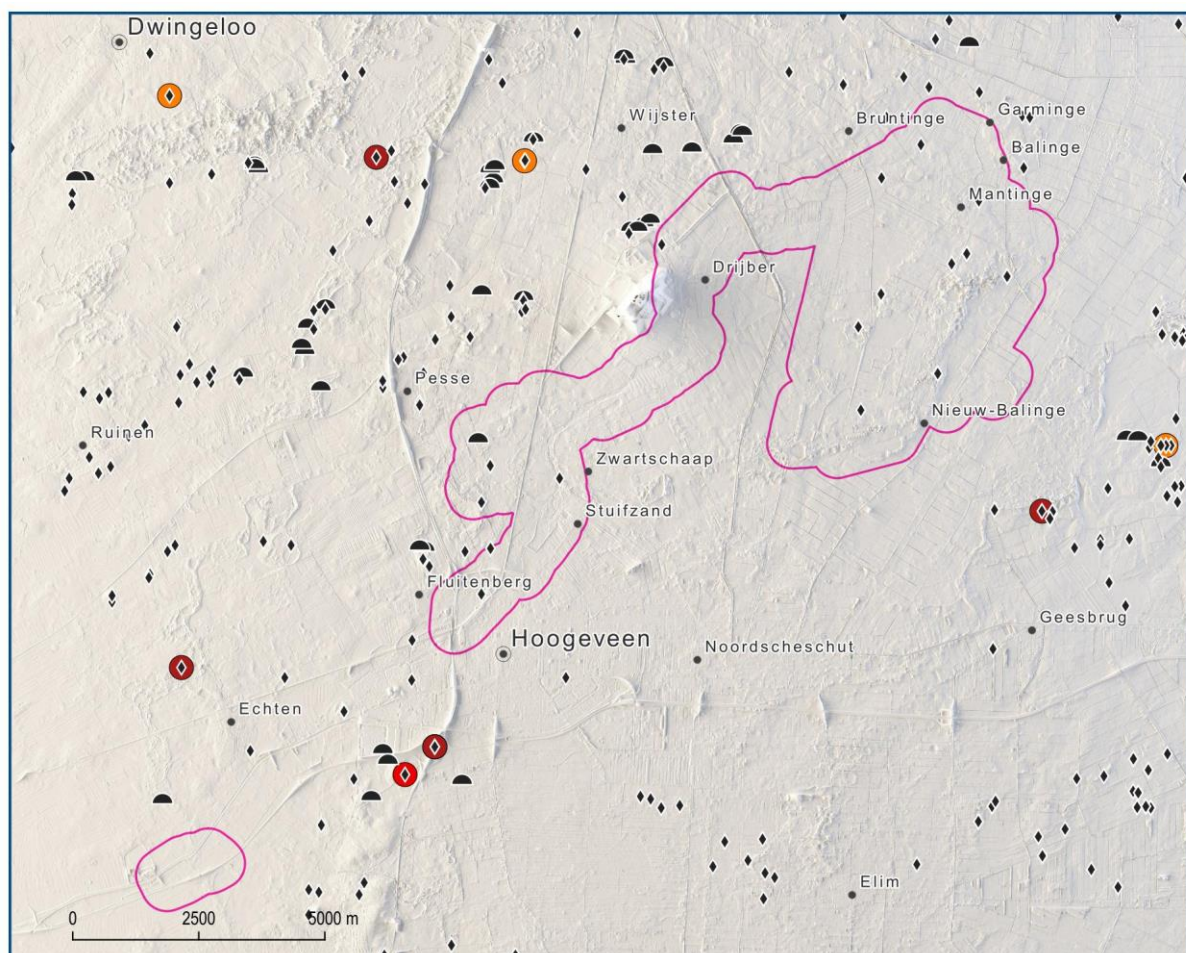 Dwingeloo
Wijster
Bruntinge
Garminge
Balinge
Mantinge
Drijber
Pesse
Nieuw-Balinge
Ruinen
Zwartschaap
Stuifzand
Fluitenberg
Geesbrug
Hoogeveen
Noordscheschut
Echten
Elim
0 2500 5000 m